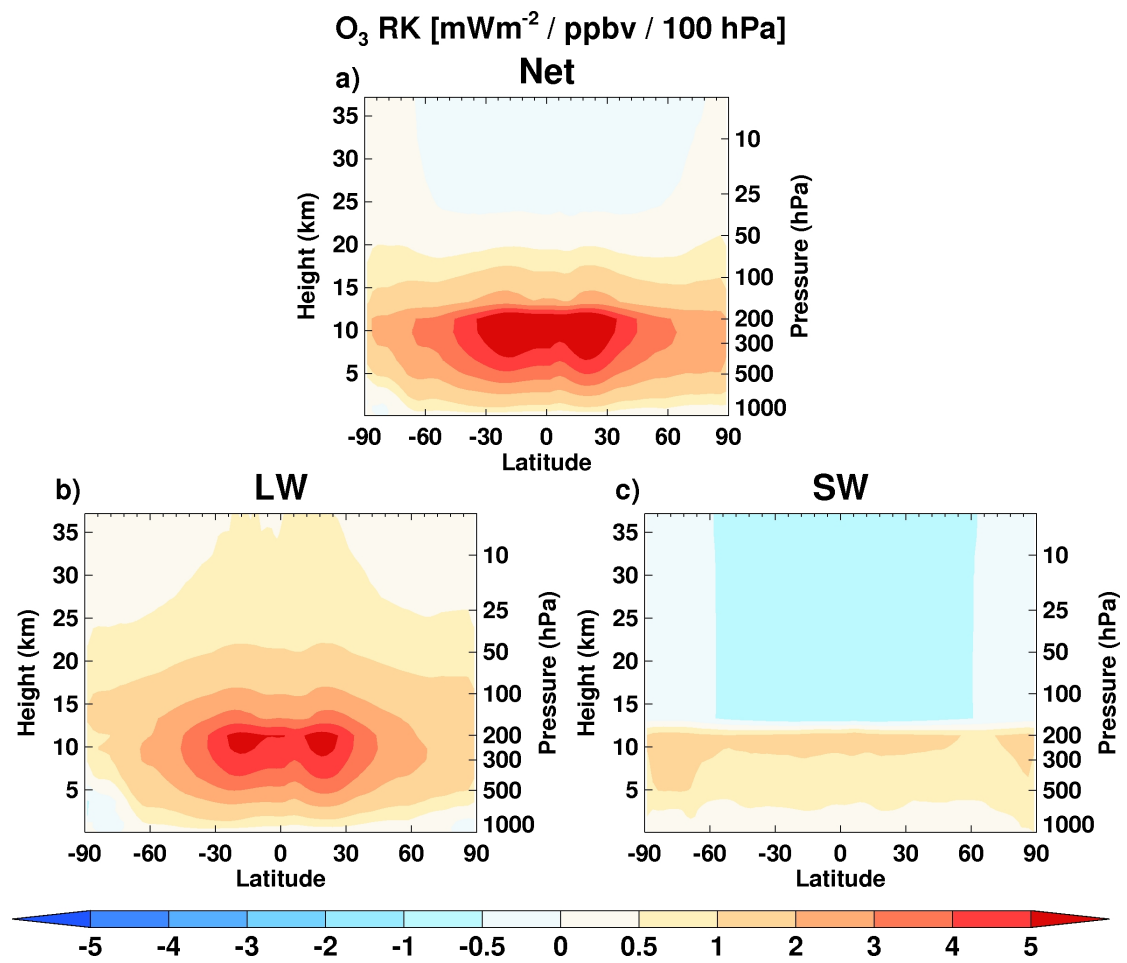 O₃ RK [mWm⁻² / ppbv / 100 hPa]
a) Net
35
30
25
20
15
10
5
Height (km)
10
25
50
100
200
300
500
1000
Pressure (hPa)
-90 -60 -30 0 30 60 90
Latitude
b) LW
35
30
25
20
15
10
5
Height (km)
10
25
50
100
200
300
500
1000
Pressure (hPa)
-90 -60 -30 0 30 60 90
Latitude
c) SW
35
30
25
20
15
10
5
Height (km)
10
25
50
100
200
300
500
1000
Pressure (hPa)
-90 -60 -30 0 30 60 90
Latitude
-5 -4 -3 -2 -1 -0.5 0 0.5 1 2 3 4 5